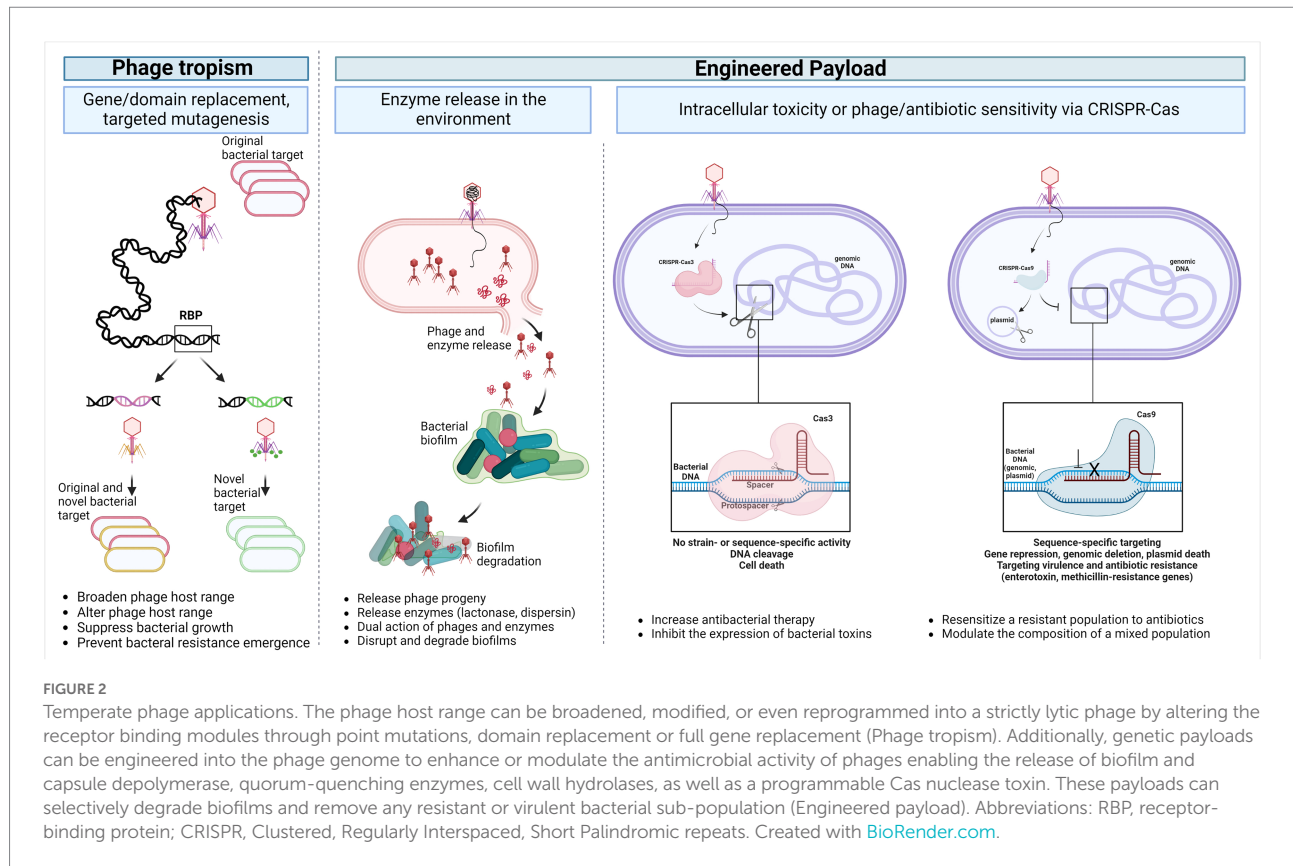 Phage tropism
Gene/domain replacement,
targeted mutagenesis
Original
bacterial target
RBP
Original and
novel bacterial
target
Novel
bacterial
target
• Broaden phage host range
• Alter phage host range
• Suppress bacterial growth
• Prevent bacteral resistance emergence
Engineered Payload
Enzyme release in the
environment
Phage and
enzyme release
Bacterial
biofilm
Biofilm
degradation
• Release phage progeny
• Release enzymes (lactonase, dispersin)
• Dual action of phages and enzymes
• Disrupt and degrade biofilms
Intracellular toxicity or phage/antibiotic sensitivity via CRISPR-Cas
CRISPR-Cas3
genomic
DNA
Cas3
Bacterial
DNA
Spacer
Protospacer
No strain- or sequence-specific activity
DNA cleavage
Cell death
• Increase antibacterial therapy
• Inhibit the expression of bacterial toxins
CRISPR-Cas9
genomic
DNA
plasmid
Cas9
Bacterial
DNA
(genomic,
plasmid)
X
Sequence-specific targeting
Gene repression, genomic deletion, plasmid death
Targeting virulence and antibiotic resistance
(enterotoxin, methicillin-resistance genes)
• Resensitize a resistant population to antibiotics
• Modulate the composition of a mixed population
FIGURE 2
Temperate phage applications. The phage host range can be broadened, modified, or even reprogrammed into a strictly lytic phage by altering the
receptor binding modules through point mutations, domain replacement or full gene replacement (Phage tropism). Additionally, genetic payloads
can be engineered into the phage genome to enhance or modulate the antimicrobial activity of phages enabling the release of biofilm and
capsule depolymerase, quorum-quenching enzymes, cell wall hydrolases, as well as a programmable Cas nuclease toxin. These payloads can
selectively degrade biofilms and remove any resistant or virulent bacterial sub-population (Engineered payload). Abbreviations: RBP, receptor-
binding protein; CRISPR, Clustered, Regularly Interspaced, Short Palindromic repeats. Created with BioRender.com.